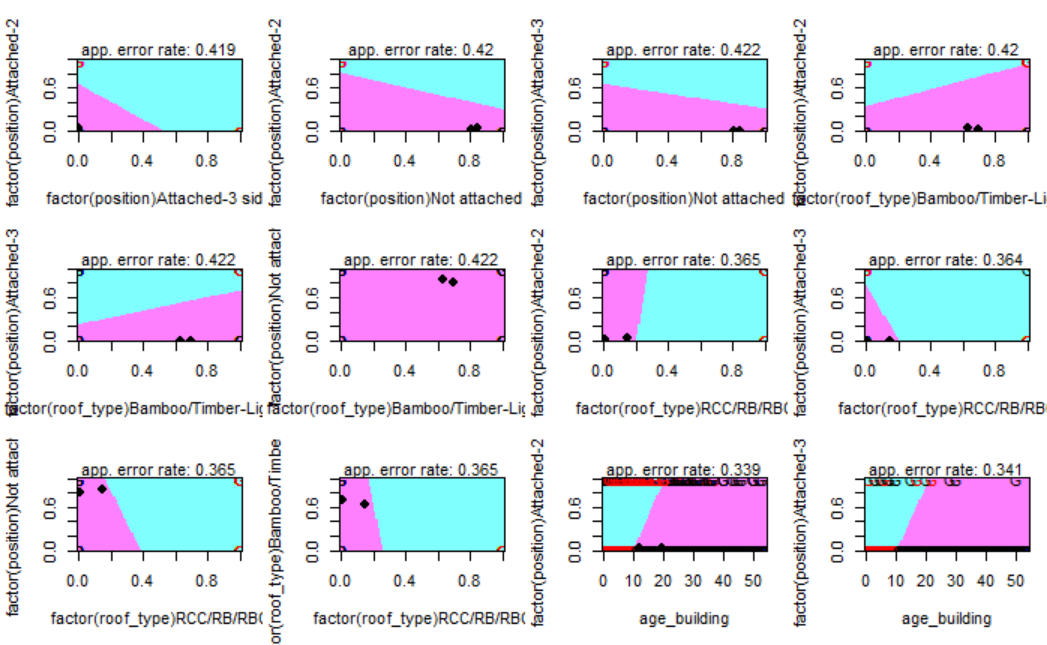 factor(position)Attached-2
app. error rate: 0.419
0.6
0.0
0.0 0.4 0.8
factor(position)Attached-3 sid
factor(position)Attached-2
app. error rate: 0.42
0.6
0.0
0.0 0.4 0.8
factor(position)Not attached
factor(position)Attached-3
app. error rate: 0.422
0.6
0.0
0.0 0.4 0.8
factor(position)Not attached
factor(position)Attached-2
app. error rate: 0.42
0.6
0.0
0.0 0.4 0.8
factor(roof_type)Bamboo/Timber-Li
factor(position)Attached-3
app. error rate: 0.422
0.6
0.0
0.0 0.4 0.8
factor(roof_type)Bamboo/Timber-Lig
factor(position)Not attach
app. error rate: 0.422
0.6
0.0
0.0 0.4 0.8
factor(roof_type)Bamboo/Timber-Lig
factor(position)Attached-2
app. error rate: 0.365
0.6
0.0
0.0 0.4 0.8
factor(roof_type)RCC/RB/RBC
factor(position)Attached-3
app. error rate: 0.364
0.6
0.0
0.0 0.4 0.8
factor(roof_type)RCC/RB/RB
factor(position)Not attach
app. error rate: 0.365
0.6
0.0
0.0 0.4 0.8
factor(roof_type)RCC/RB/RBC
or(roof_type)Bamboo/Timbe
app. error rate: 0.365
0.6
0.0
0.0 0.4 0.8
factor(roof_type)RCC/RB/RBC
factor(position)Attached-2
app. error rate: 0.339
0.6
0.0
0 10 20 30 40 50
age_building
factor(position)Attached-3
app. error rate: 0.341
0.6
0.0
0 10 20 30 40 50
age_building